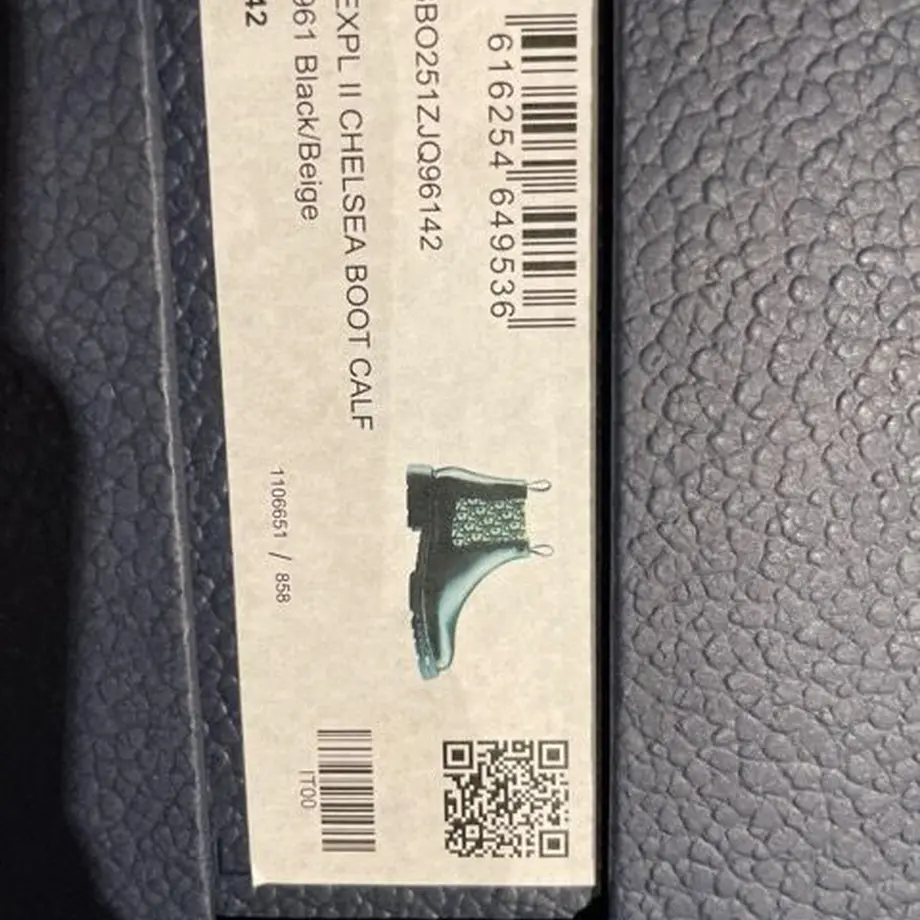 616254 649536
BO251ZJQ96142
EXPL II CHELSEA BOOT CALF
961 Black/Beige
42
1106651 / 858
IT00